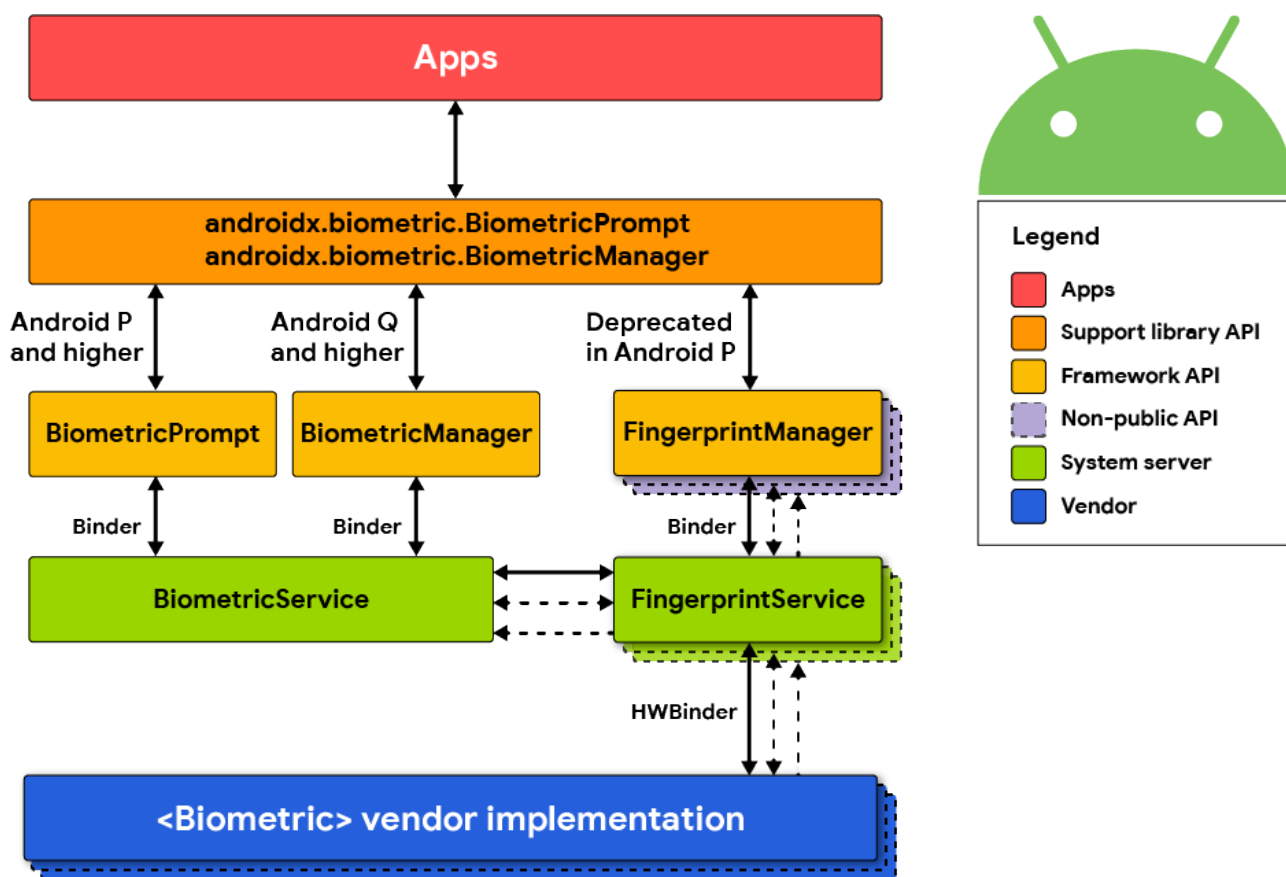 Apps
androidx.biometric.BiometricPrompt
androidx.biometric.BiometricManager
Android P
and higher
Android Q
and higher
Deprecated
in Android P
BiometricPrompt
BiometricManager
FingerprintManager
Binder
Binder
Binder
BiometricService
FingerprintService
HWBinder
<Biometric> vendor implementation
Legend
Apps
Support library API
Framework API
Non-public API
System server
Vendor